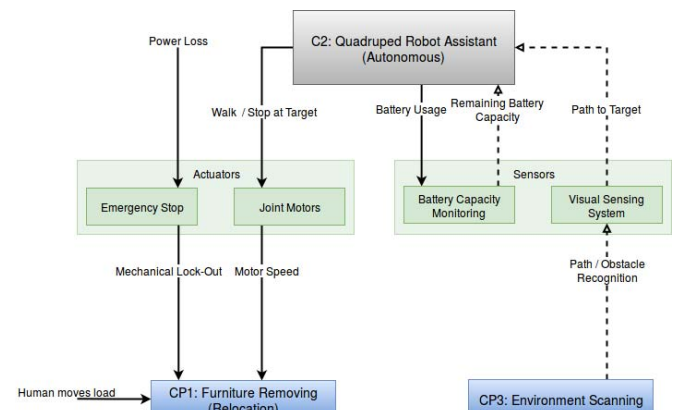 Power Loss
C2: Quadruped Robot Assistant
(Autonomous)
Walk / Stop at Target
Battery Usage
Remaining Battery
Capacity
Path to Target
Actuators
Sensors
Emergency Stop
Joint Motors
Battery Capacity
Monitoring
Visual Sensing
System
Mechanical Lock-Out
Motor Speed
Path / Obstacle
Recognition
Human moves load
CP1: Furniture Removing
(Relocation)
CP3: Environment Scanning